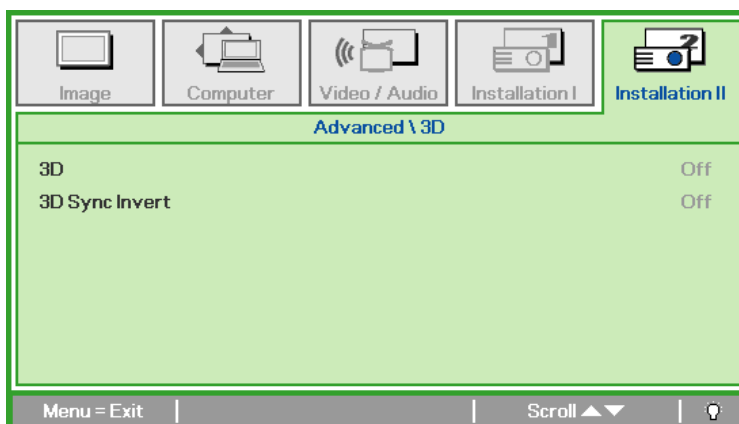 Image Computer Video / Audio Installation I Installation II
Advanced \ 3D
3D Off
3D Sync Invert Off
Menu = Exit Scroll ▲▼